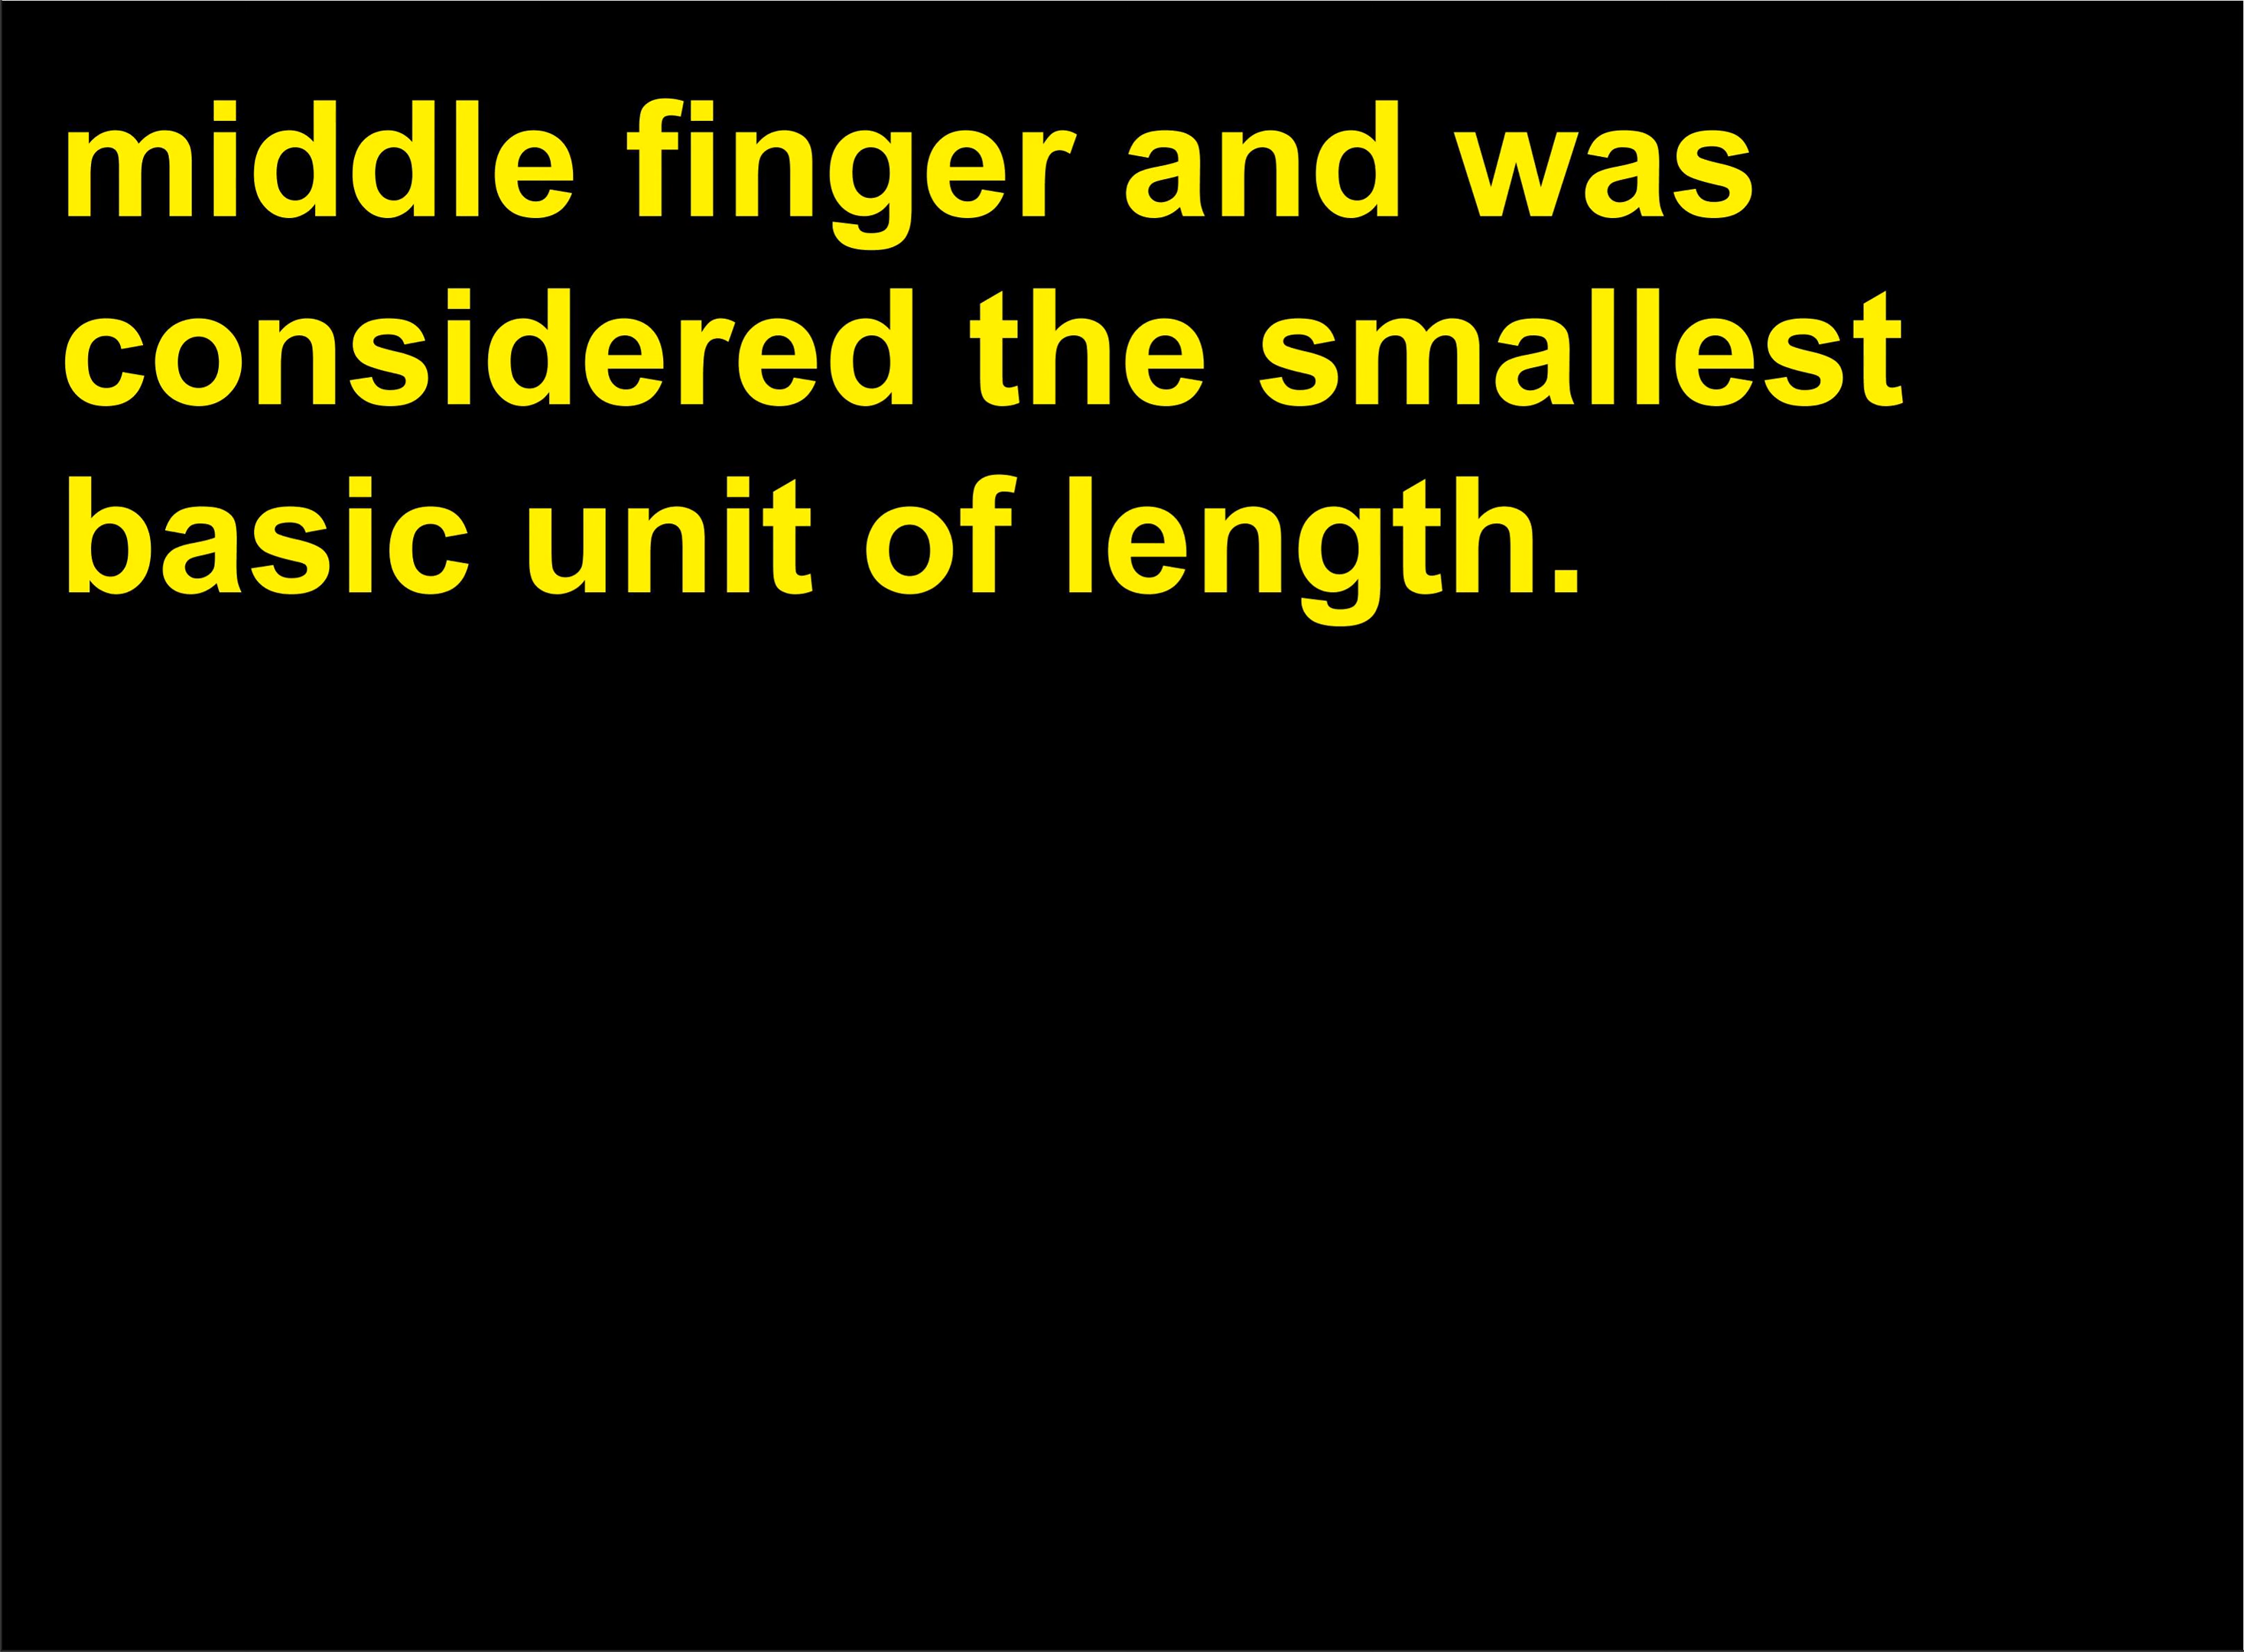 middle finger and was
considered the smallest
basic unit of length.